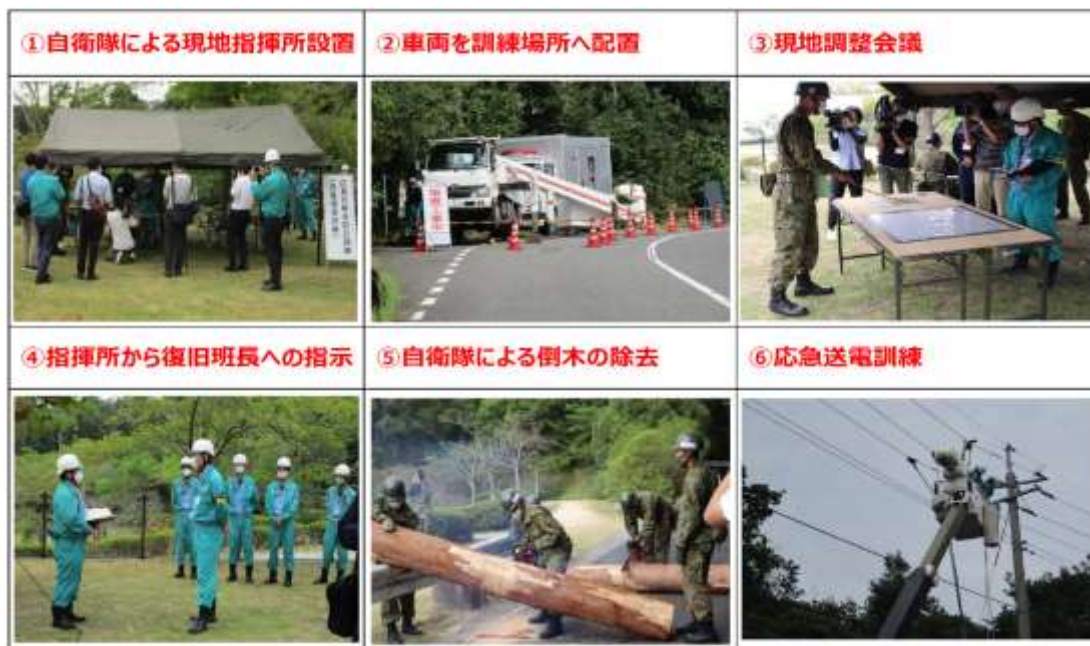 ①自衛隊による現地指揮所設置
②車両を訓練場所へ配置
③現地調整会議
④指揮所から復旧班長への指示
⑤自衛隊による倒木の除去
⑥応急送電訓練